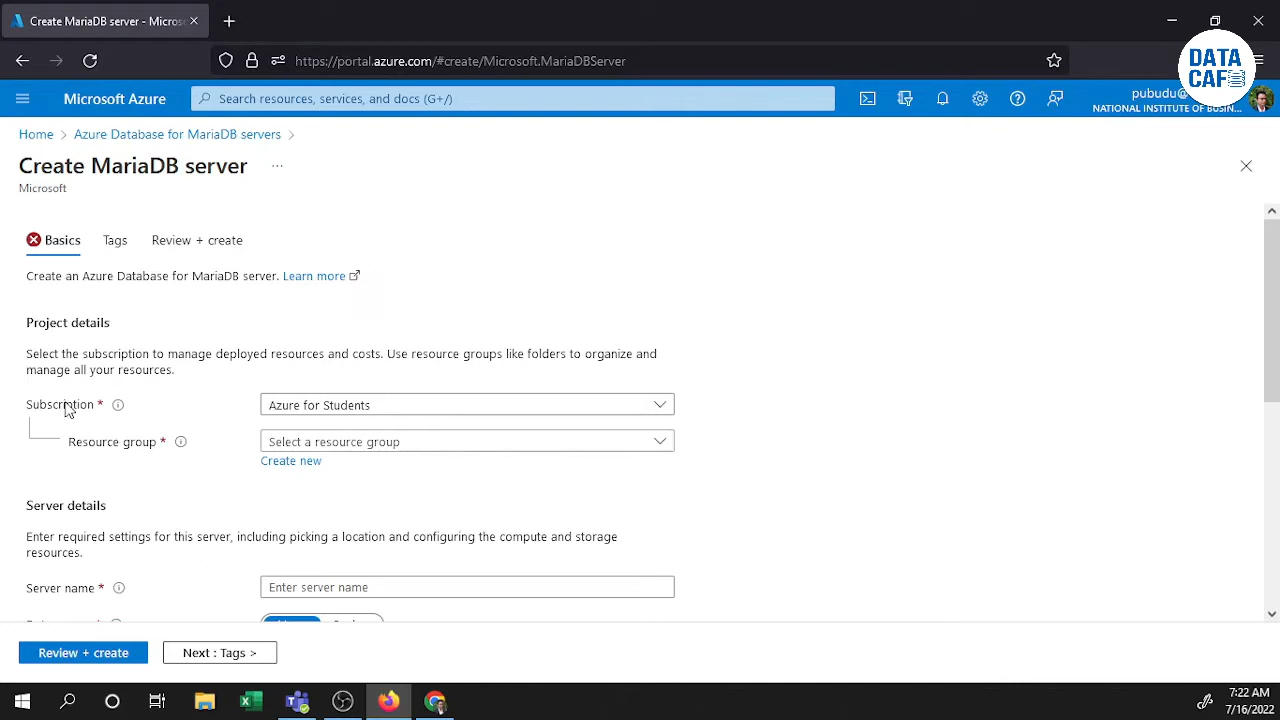 Create MariaDB server - Micros
https://portal.azure.com/#create/Microsoft.MariaDBServer
DATA
CAF
Microsoft Azure
Search resources, services, and docs (G+/)
pubudu@
NATIONAL INSTITUTE OF BUSIN...
Home > Azure Database for MariaDB servers >
Create MariaDB server ...
Microsoft
Basics Tags Review + create
Create an Azure Database for MariaDB server. Learn more
Project details
Select the subscription to manage deployed resources and costs. Use resource groups like folders to organize and
manage all your resources.
Subscription *
Azure for Students
Resource group *
Select a resource group
Create new
Server details
Enter required settings for this server, including picking a location and configuring the compute and storage
resources.
Server name *
Enter server name
Review + create
Next : Tags >
7:22 AM
7/16/2022